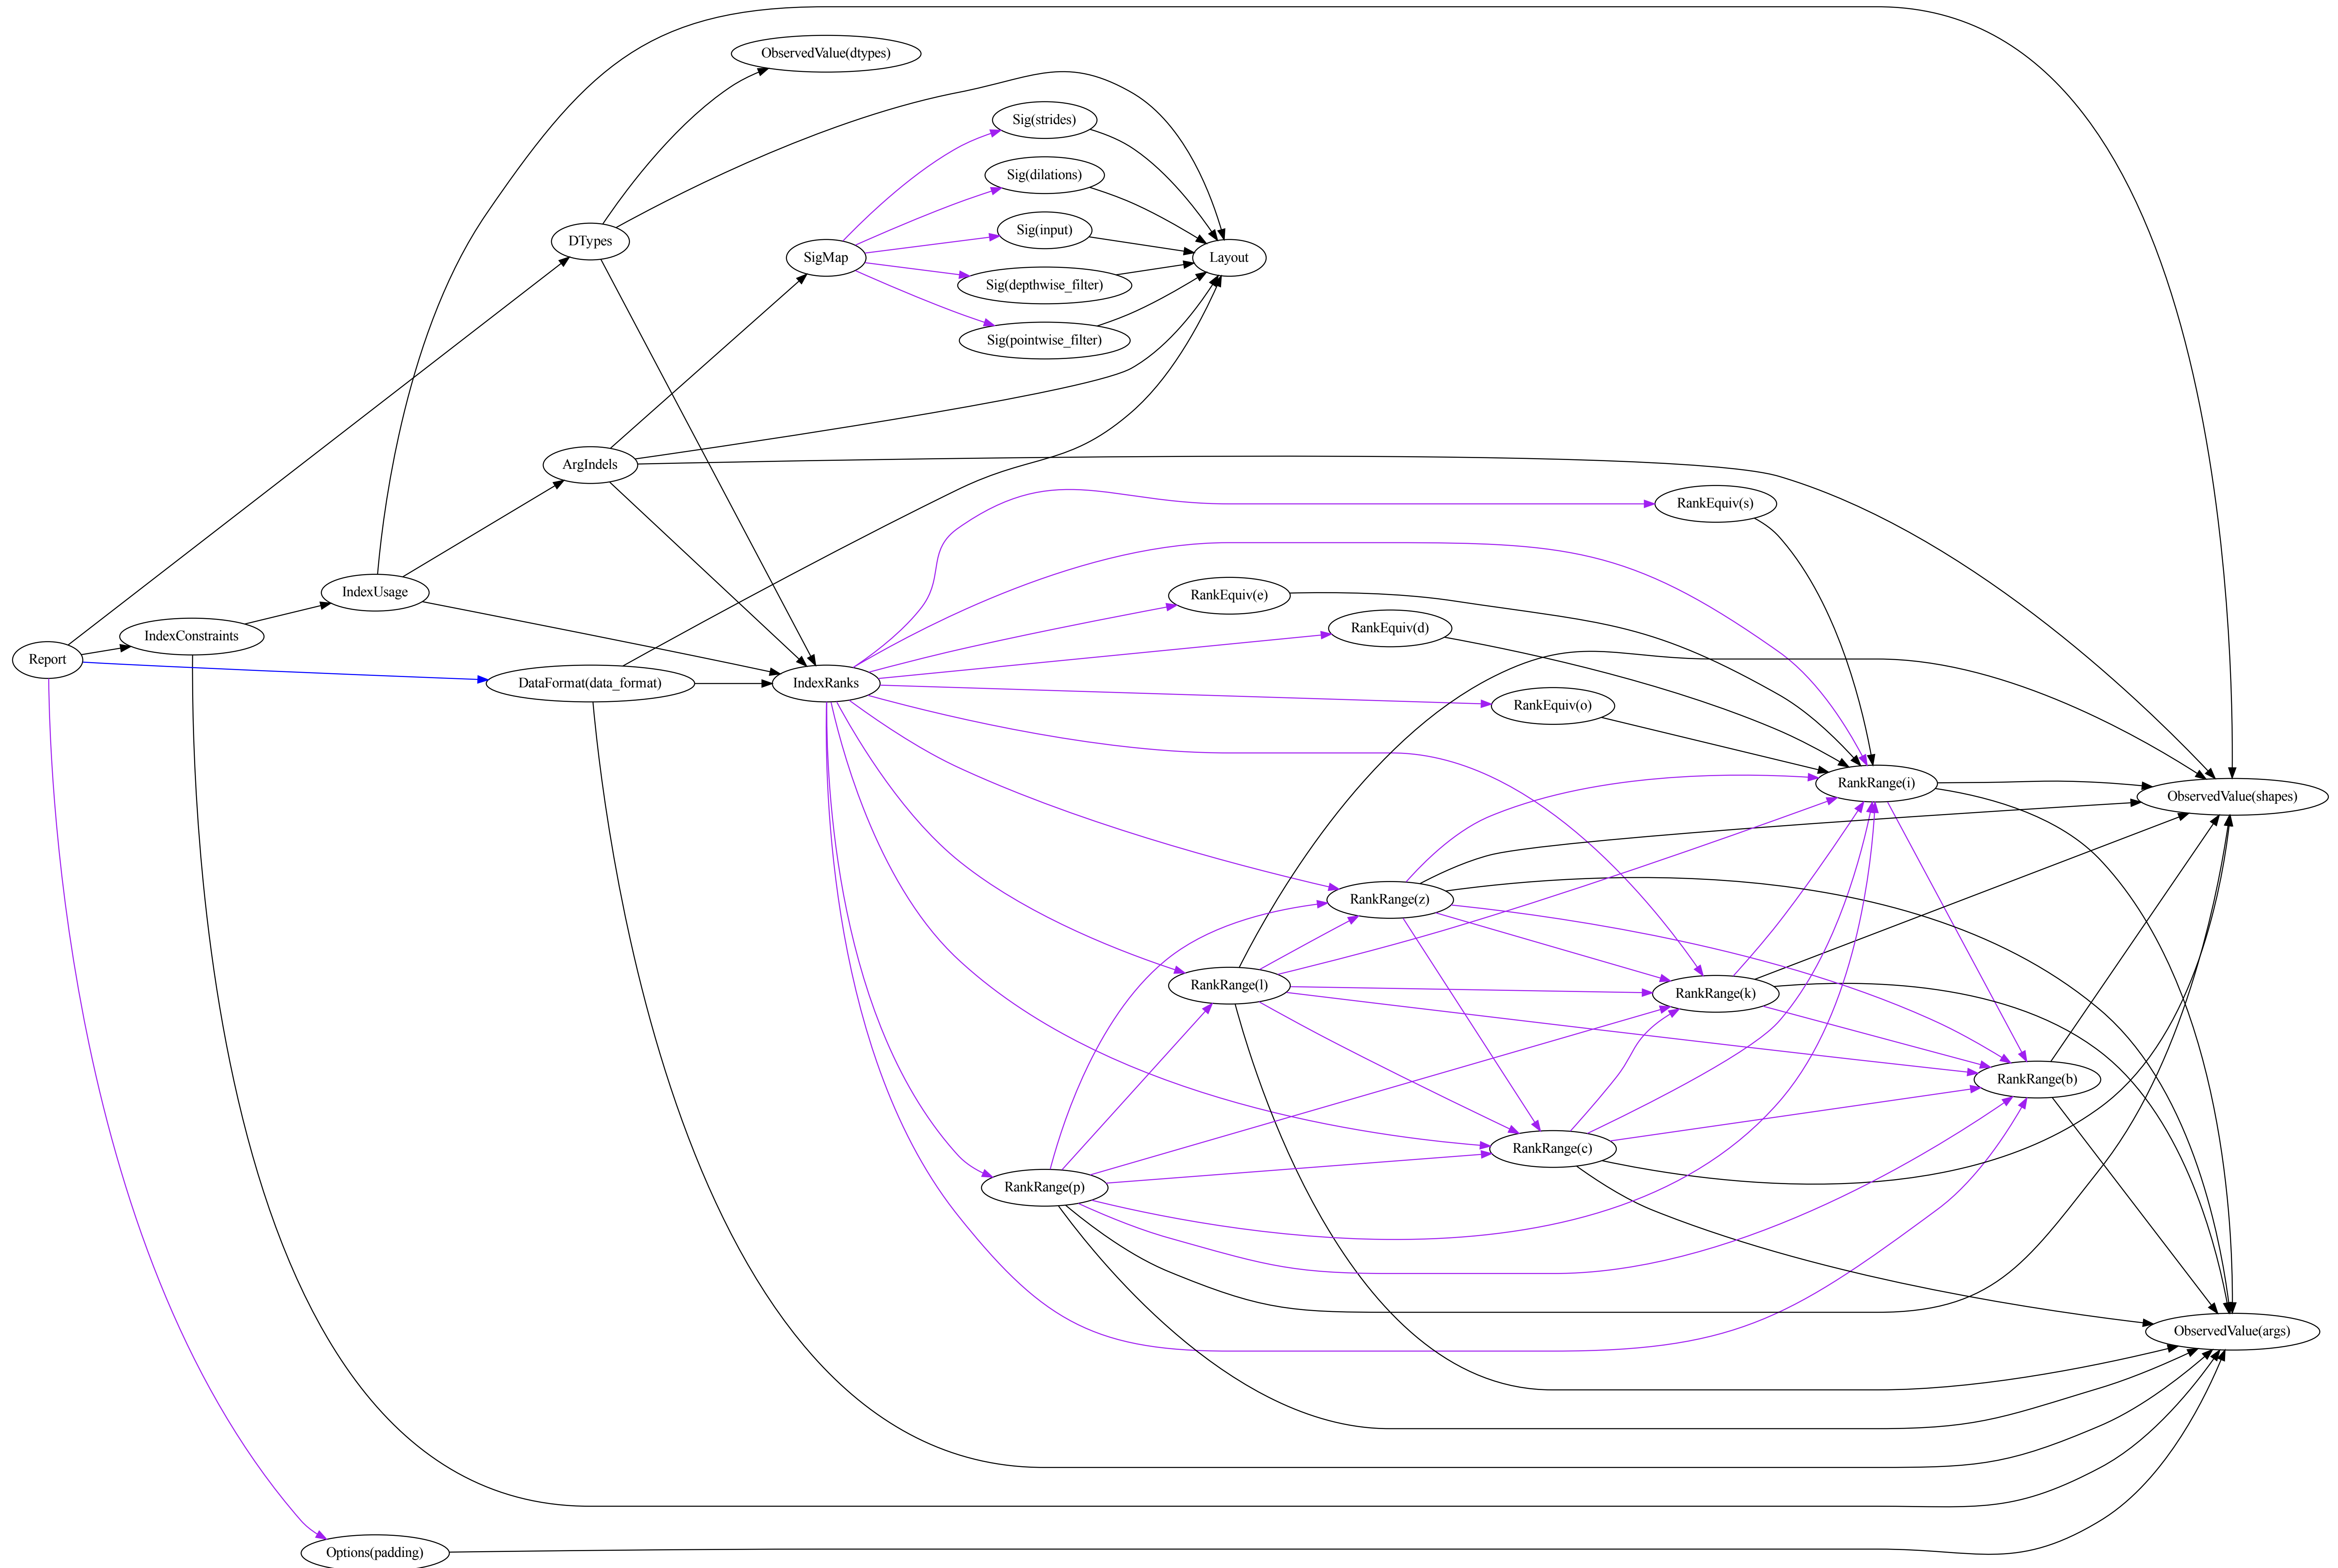 ObservedValue(dtypes)
Sig(strides)
Sig(dilations)
Sig(input)
DTypes
SigMap
Layout
Sig(depthwise_filter)
Sig(pointwise_filter)
ArgIndels
RankEquiv(s)
IndexUsage
RankEquiv(e)
RankEquiv(d)
IndexConstraints
Report
DataFormat(data_format)
IndexRanks
RankEquiv(o)
RankRange(i)
ObservedValue(shapes)
RankRange(z)
RankRange(l)
RankRange(k)
RankRange(b)
RankRange(c)
RankRange(p)
ObservedValue(args)
Options(padding)